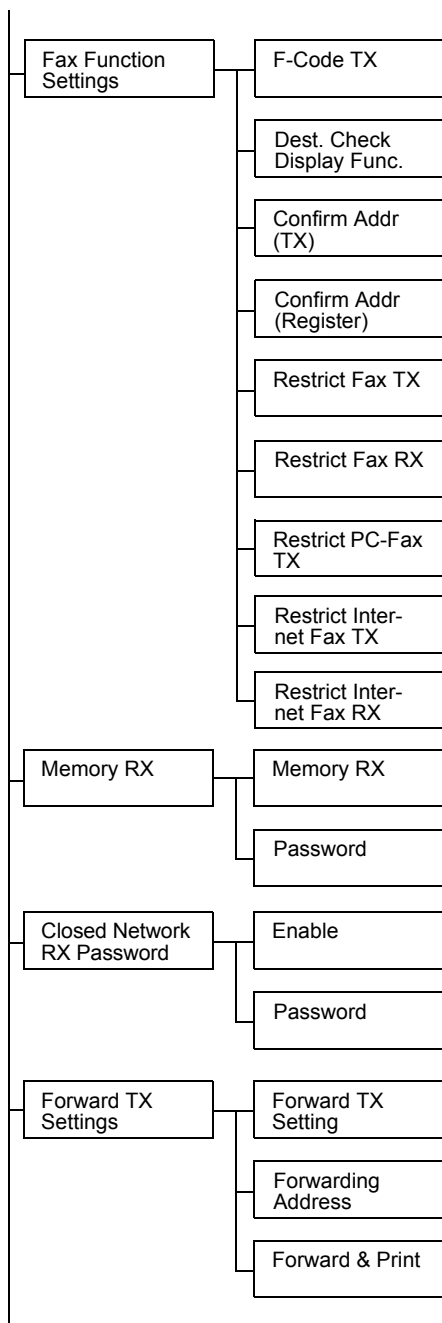 Fax Function
Settings
F-Code TX
Dest. Check
Display Func.
Confirm Addr
(TX)
Confirm Addr
(Register)
Restrict Fax TX
Restrict Fax RX
Restrict PC-Fax
TX
Restrict Inter-
net Fax TX
Restrict Inter-
net Fax RX
Memory RX
Memory RX
Password
Closed Network
RX Password
Enable
Password
Forward TX
Settings
Forward TX
Setting
Forwarding
Address
Forward & Print